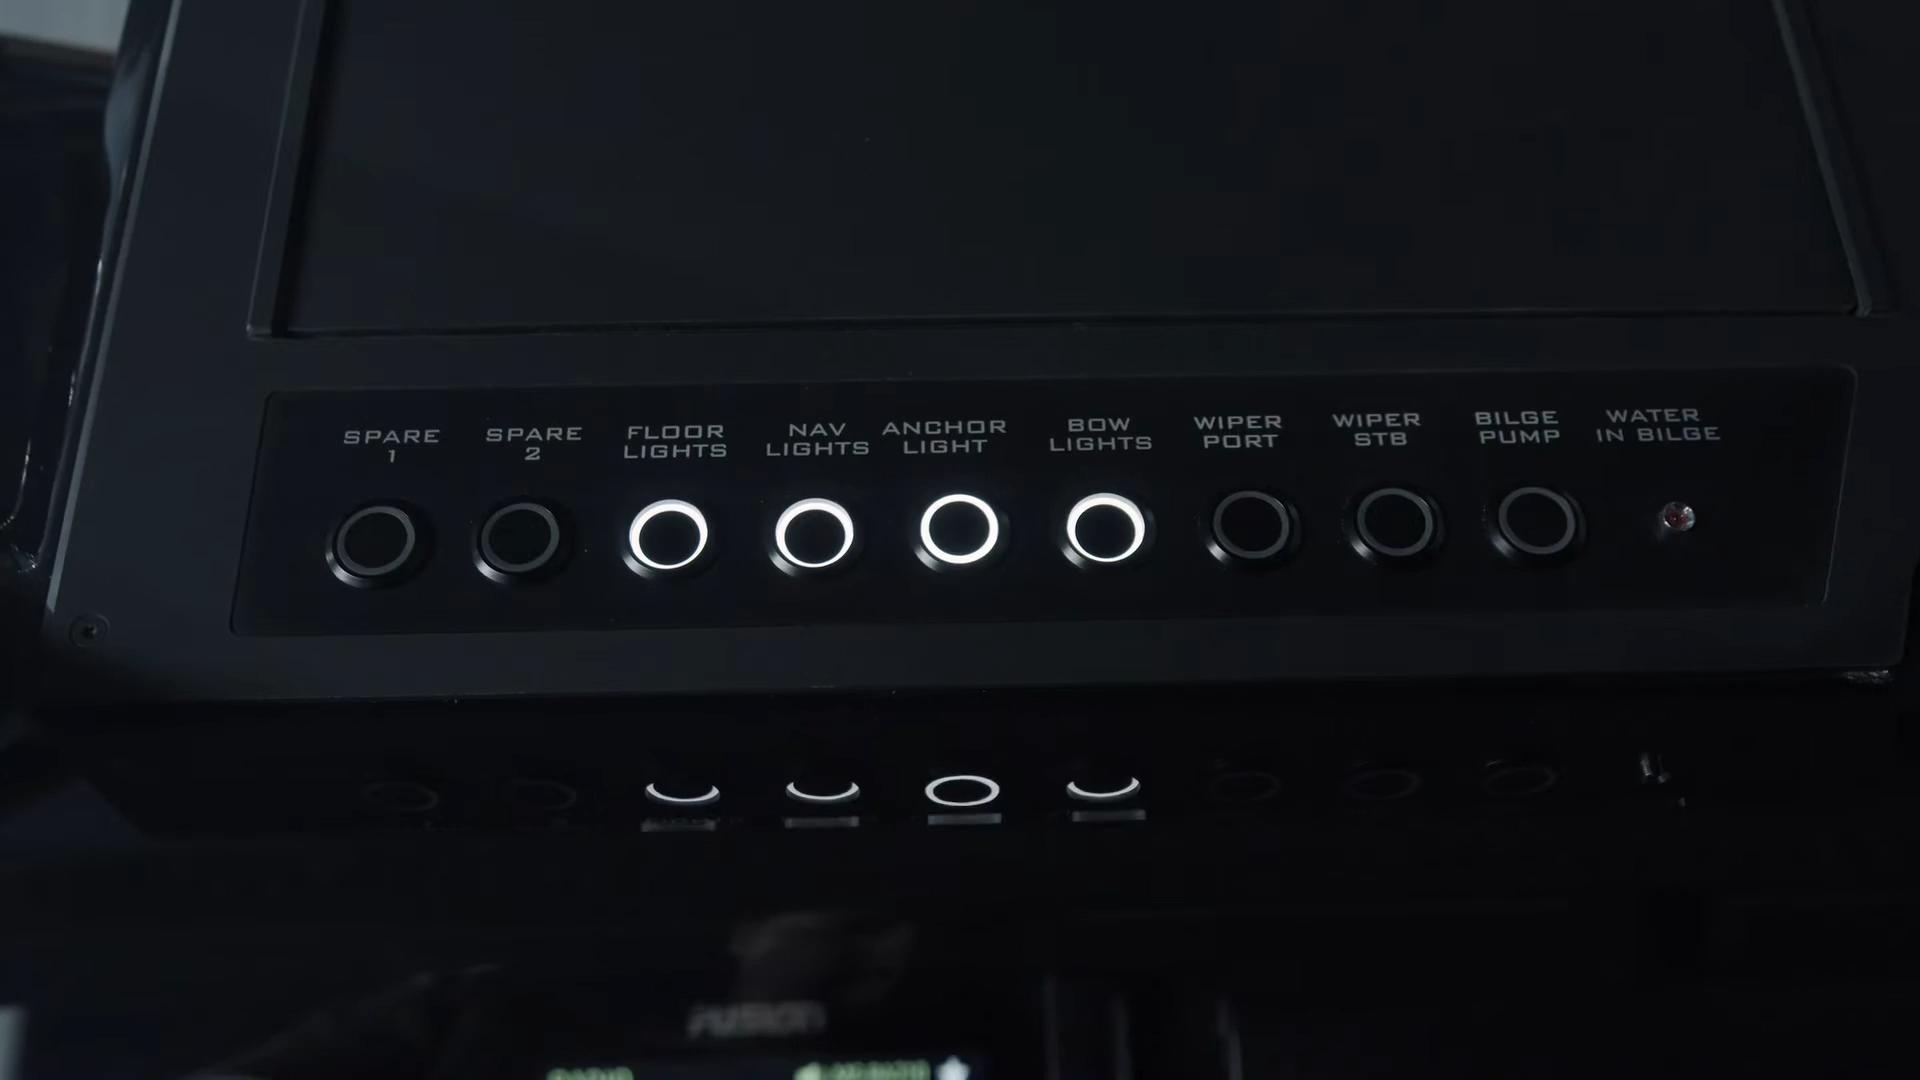 SPARE
1
SPARE
2
FLOOR
LIGHTS
NAV
LIGHTS
ANCHOR
LIGHT
BOW
LIGHTS
WIPER
PORT
WIPER
STB
BILGE
PUMP
WATER
IN BILGE
FUSION